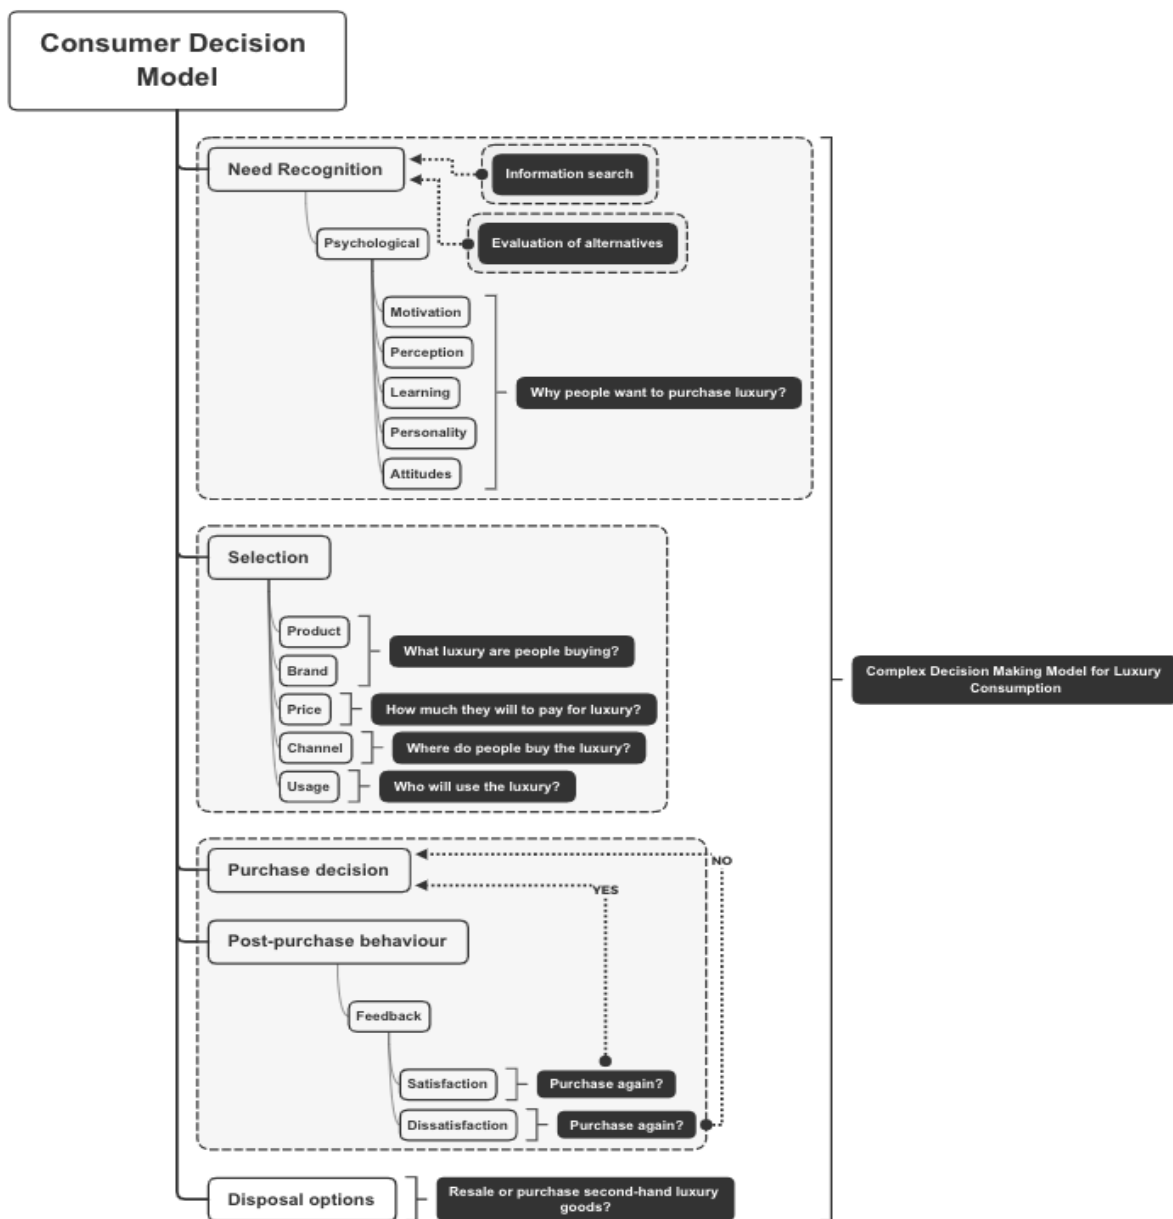 Consumer Decision
Model
Need Recognition
Information search
Psychological
Evaluation of alternatives
Motivation
Perception
Learning
Why people want to purchase luxury?
Personality
Attitudes
Selection
Product
What luxury are people buying?
Brand
Price
How much they will to pay for luxury?
Channel
Where do people buy the luxury?
Usage
Who will use the luxury?
Complex Decision Making Model for Luxury
Consumption
Purchase decision
NO
YES
Post-purchase behaviour
Feedback
Satisfaction
Purchase again?
Dissatisfaction
Purchase again?
Disposal options
Resale or purchase second-hand luxury
goods?